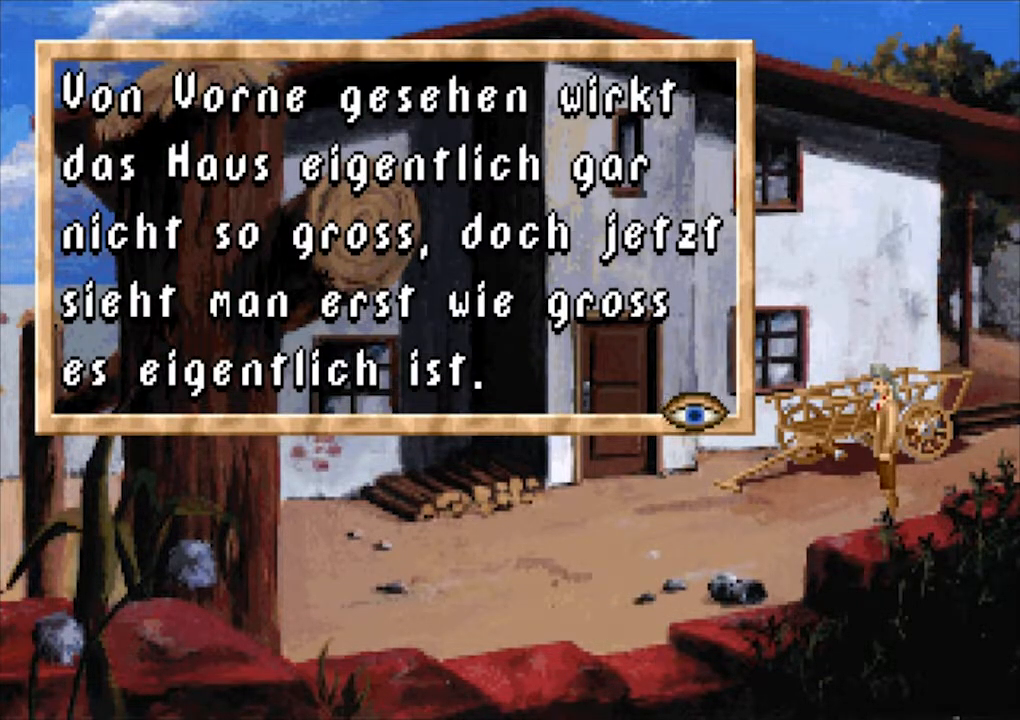 Von Vorne gesehen wirkt
das Haus eigentlich gar
nicht so gross, doch jetzt
sieht man erst wie gross
es eigentlich ist.